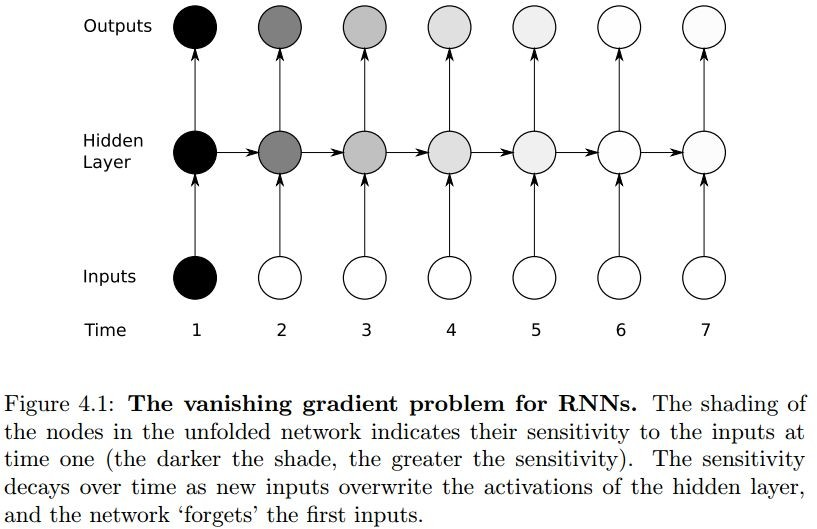 Outputs
Hidden
Layer
Inputs
Time 1 2 3 4 5 6 7
Figure 4.1: The vanishing gradient problem for RNNs. The shading of
the nodes in the unfolded network indicates their sensitivity to the inputs at
time one (the darker the shade, the greater the sensitivity). The sensitivity
decays over time as new inputs overwrite the activations of the hidden layer,
and the network ‘forgets’ the first inputs.